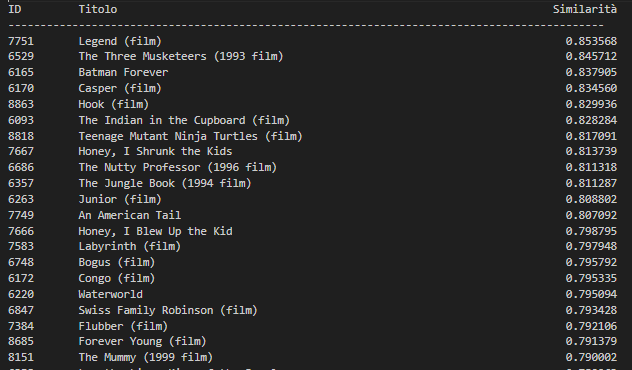 ID Titolo Similarità
--------------------------------------------------------------------------------------------
7751 Legend (film) 0.853568
6529 The Three Musketeers (1993 film) 0.845712
6165 Batman Forever 0.837905
6170 Casper (film) 0.834560
8863 Hook (film) 0.829936
6093 The Indian in the Cupboard (film) 0.828284
8818 Teenage Mutant Ninja Turtles (film) 0.817091
7667 Honey, I Shrunk the Kids 0.813739
6686 The Nutty Professor (1996 film) 0.811318
6357 The Jungle Book (1994 film) 0.811287
6263 Junior (film) 0.808802
7749 An American Tail 0.807092
7666 Honey, I Blew Up the Kid 0.798795
7583 Labyrinth (film) 0.797948
6748 Bogus (film) 0.795792
6172 Congo (film) 0.795335
6220 Waterworld 0.795094
6847 Swiss Family Robinson (film) 0.793428
7384 Flubber (film) 0.792106
8685 Forever Young (film) 0.791379
8151 The Mummy (1999 film) 0.790002